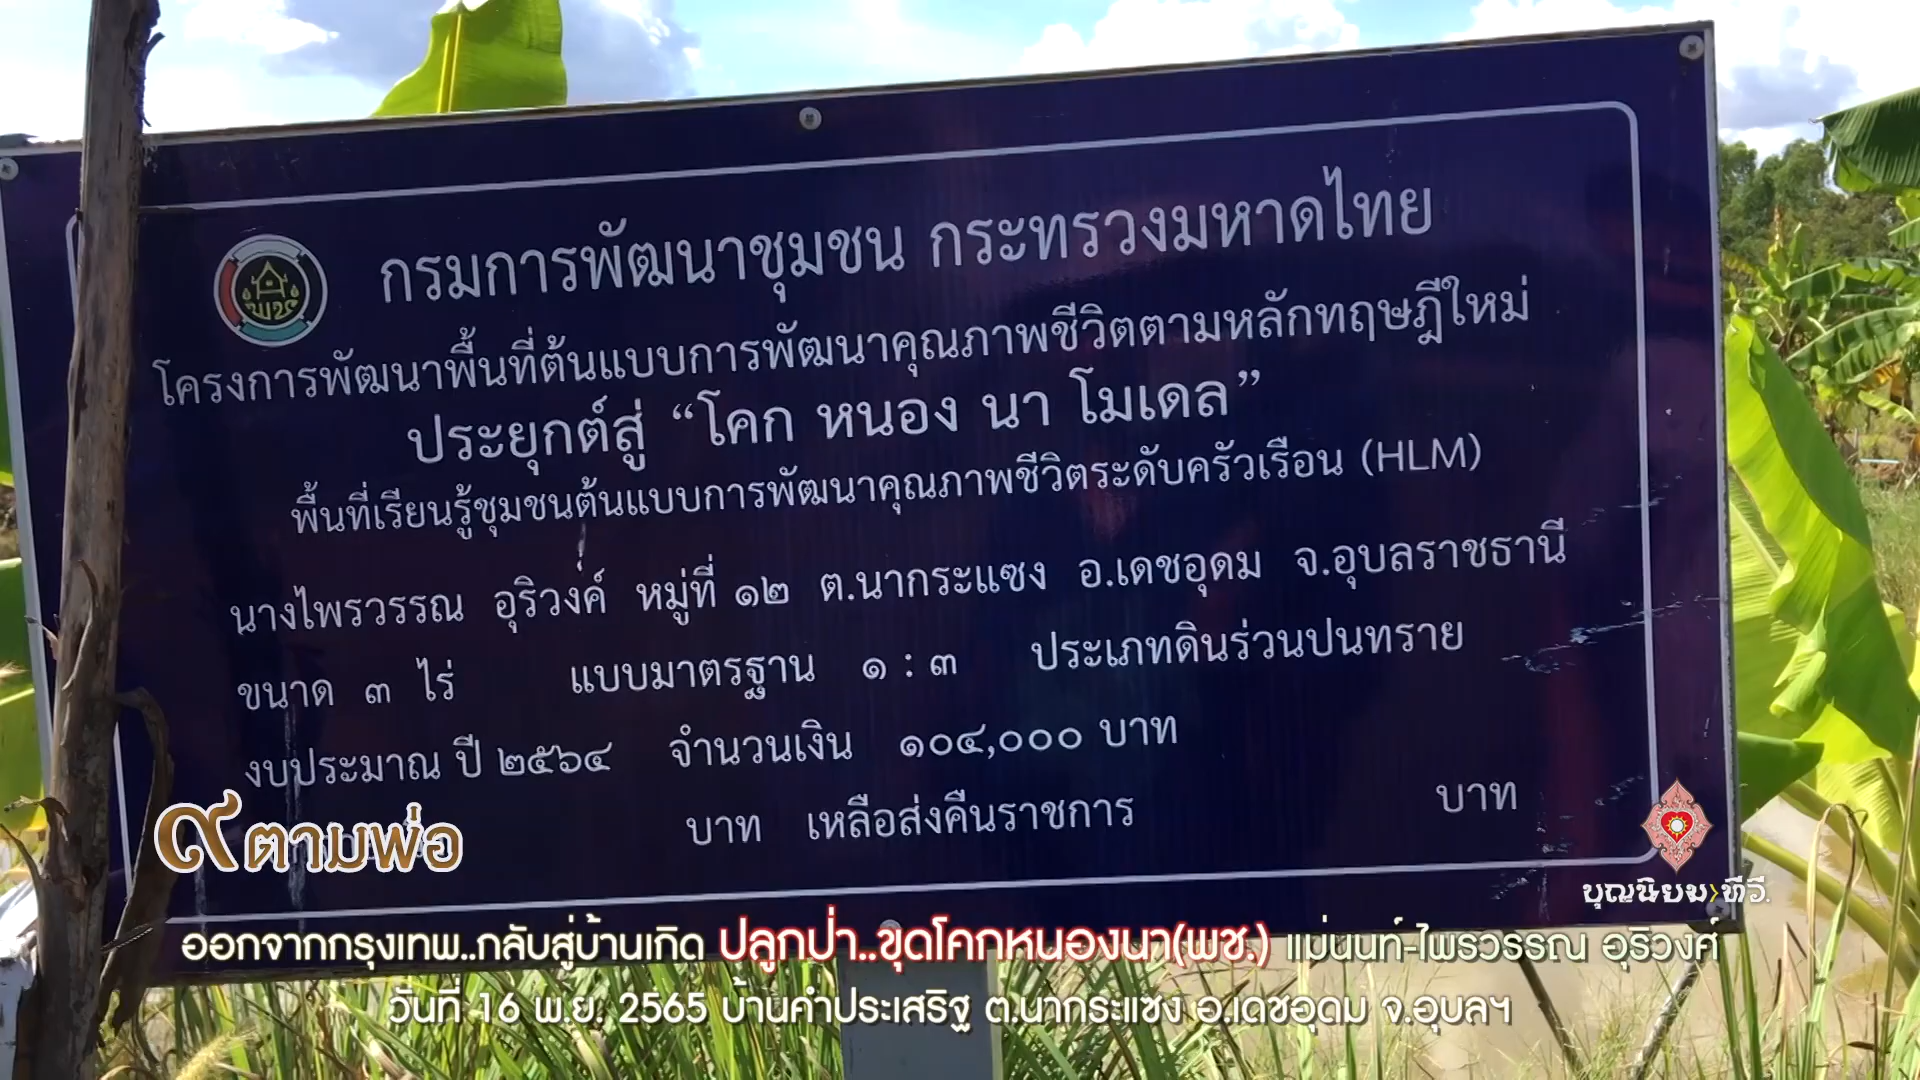 กรมการพัฒนาชุมชน กระทรวงมหาดไทย
พช
โครงการพัฒนาพื้นที่ต้นแบบการพัฒนาคุณภาพชีวิตตามหลักทฤษฎีใหม่
ประยุกต์สู่ “โคก หนอง นา โมเดล”
พื้นที่เรียนรู้ชุมชนต้นแบบการพัฒนาคุณภาพชีวิตระดับครัวเรือน (HLM)
นางไพรวรรณ อุริวงค์ หมู่ที่ ๑๒ ต.นากระแซง อ.เดชอุดม จ.อุบลราชธานี
ขนาด ๓ ไร่ แบบมาตรฐาน ๑ : ๓ ประเภทดินร่วนปนทราย
งบประมาณ ปี ๒๕๖๔ จำนวนเงิน ๑๐๔,๐๐๐ บาท
บาท เหลือส่งคืนราชการ บาท
๙ตามพ่อ
บุญนิยมทีวี
ออกจากกรุงเทพ..กลับสู่บ้านเกิด ปลูกป่า..ขุดโคกหนองนา(พช.) แม่นนท์-ไพรวรรณ อุริวงศ์
วันที่ 16 พ.ย. 2565 บ้านคำประเสริฐ ต.นากระแซง อ.เดชอุดม จ.อุบลฯ